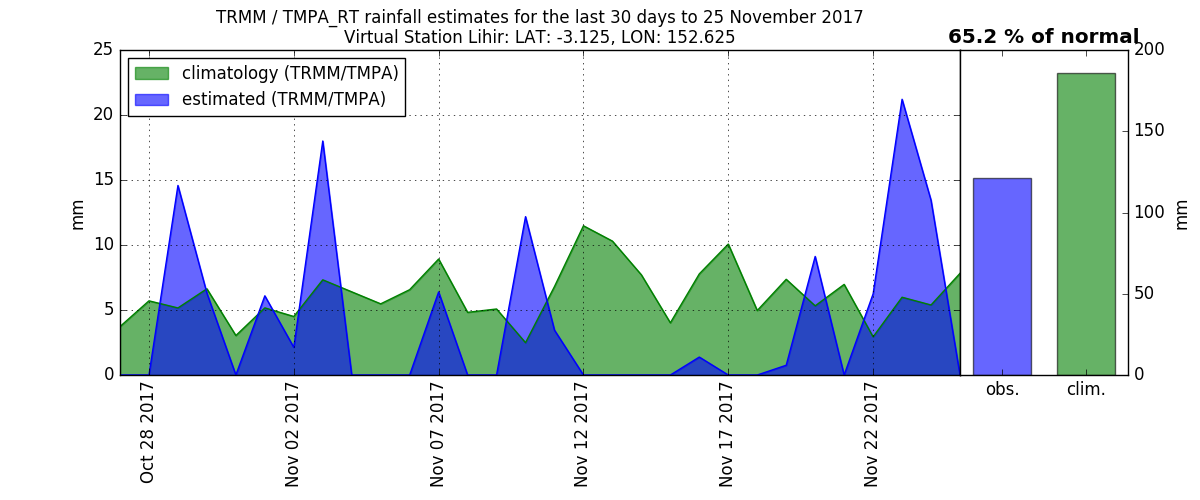 TRMM / TMPA_RT rainfall estimates for the last 30 days to 25 November 2017
Virtual Station Lihir: LAT: -3.125, LON: 152.625
65.2 % of normal
climatology (TRMM/TMPA)
estimated (TRMM/TMPA)
25
20
15
10
5
0
mm
200
150
100
50
0
mm
Oct 28 2017
Nov 02 2017
Nov 07 2017
Nov 12 2017
Nov 17 2017
Nov 22 2017
obs.
clim.